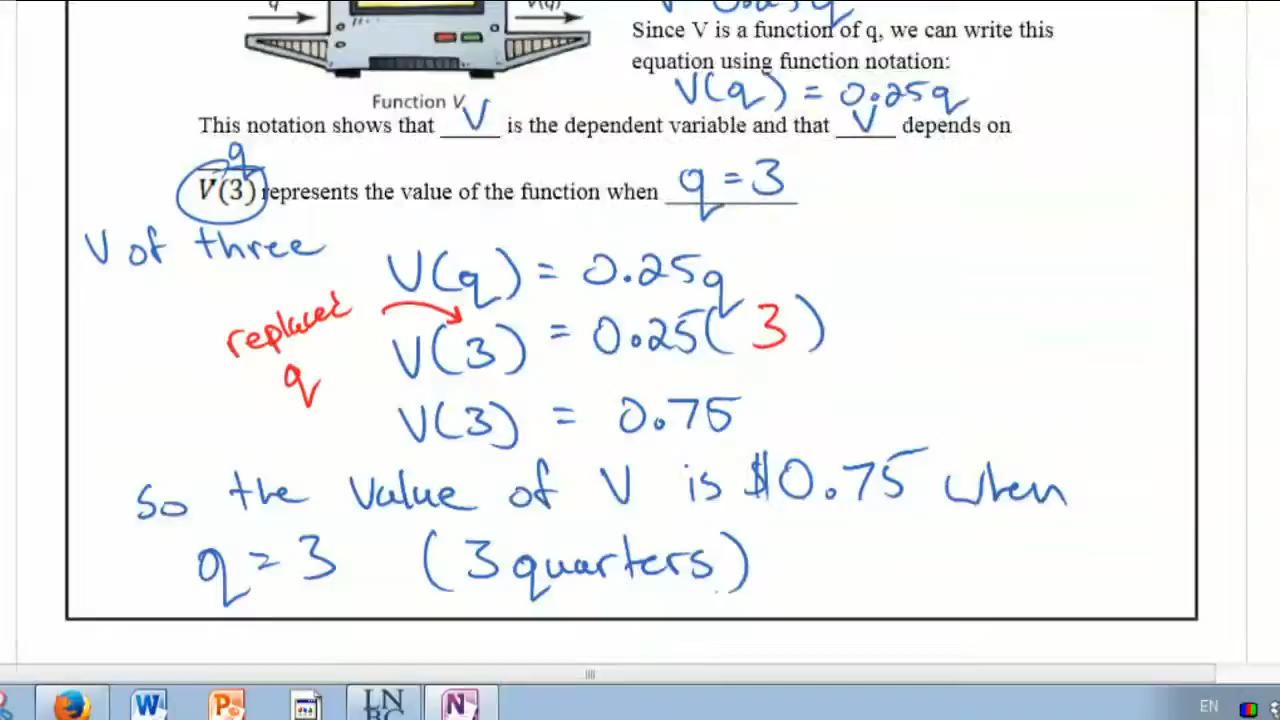 q V(q)
Since V is a function of q, we can write this
equation using function notation:
V(q) = 0.25q
Function V
This notation shows that V is the dependent variable and that V depends on
q
V(3) represents the value of the function when q = 3
V of three
V(q) = 0.25q
replaced
V(3) = 0.25(3)
q
V(3) = 0.75
So the value of V is $0.75 when
q = 3 (3 quarters)
W P LN BC N EN